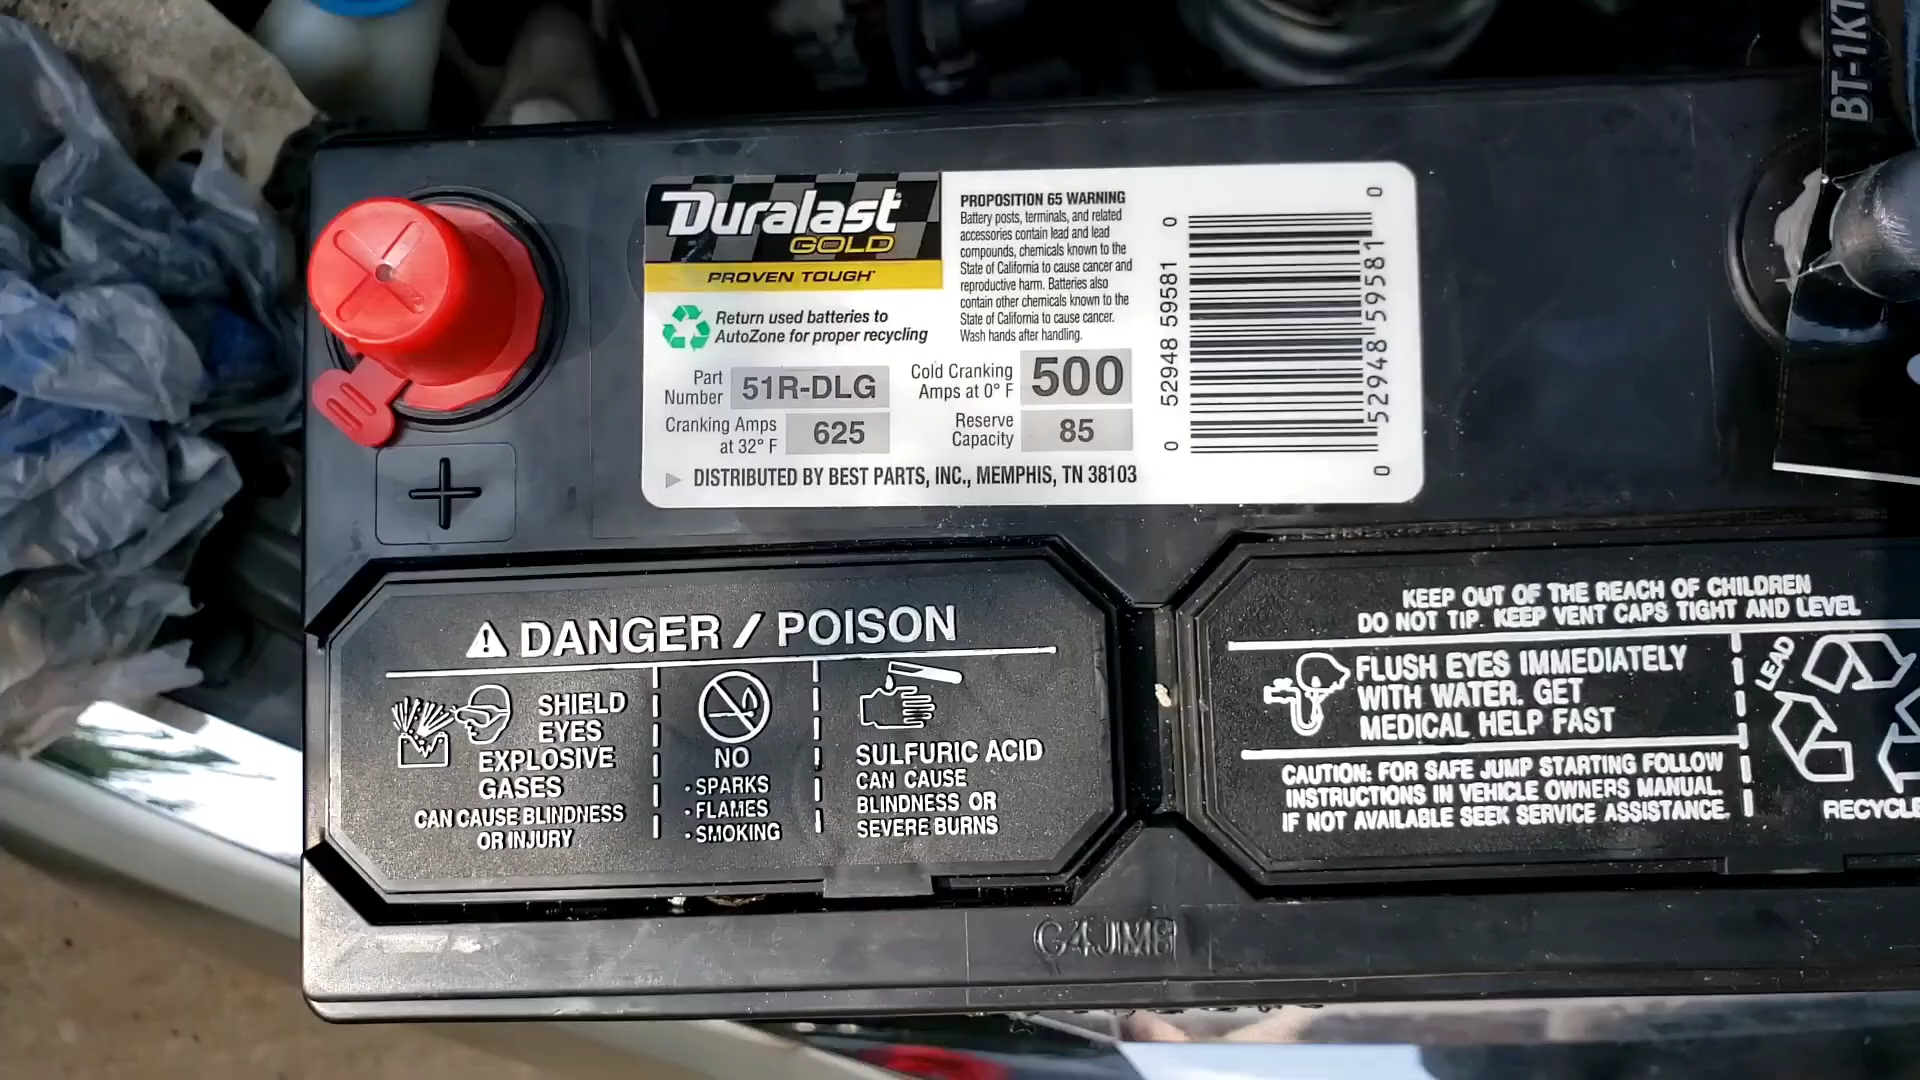 BT-1KT
Duralast
GOLD
PROVEN TOUGH
Return used batteries to
AutoZone for proper recycling
PROPOSITION 65 WARNING
Battery posts, terminals, and related
accessories contain lead and lead
compounds, chemicals known to the
State of California to cause cancer and
reproductive harm. Batteries also
contain other chemicals known to the
State of California to cause cancer.
Wash hands after handling.
Part
Number
51R-DLG
Cold Cranking
Amps at 0° F
500
Cranking Amps
at 32° F
625
Reserve
Capacity
85
DISTRIBUTED BY BEST PARTS, INC., MEMPHIS, TN 38103
0 52948 59581 0
0 52948 59581 0
+
DANGER / POISON
SHIELD
EYES
EXPLOSIVE
GASES
CAN CAUSE BLINDNESS
OR INJURY
NO
· SPARKS
· FLAMES
· SMOKING
SULFURIC ACID
CAN CAUSE
BLINDNESS OR
SEVERE BURNS
KEEP OUT OF THE REACH OF CHILDREN
DO NOT TIP. KEEP VENT CAPS TIGHT AND LEVEL
FLUSH EYES IMMEDIATELY
WITH WATER. GET
MEDICAL HELP FAST
CAUTION: FOR SAFE JUMP STARTING FOLLOW
INSTRUCTIONS IN VEHICLE OWNERS MANUAL.
IF NOT AVAILABLE SEEK SERVICE ASSISTANCE.
LEAD
RECYCLE